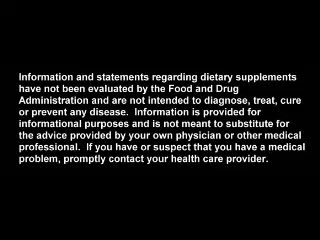 Information and statements regarding dietary supplements
have not been evaluated by the Food and Drug
Administration and are not intended to diagnose, treat, cure
or prevent any disease.  Information is provided for
informational purposes and is not meant to substitute for
the advice provided by your own physician or other medical
professional.  If you have or suspect that you have a medical
problem, promptly contact your health care provider.